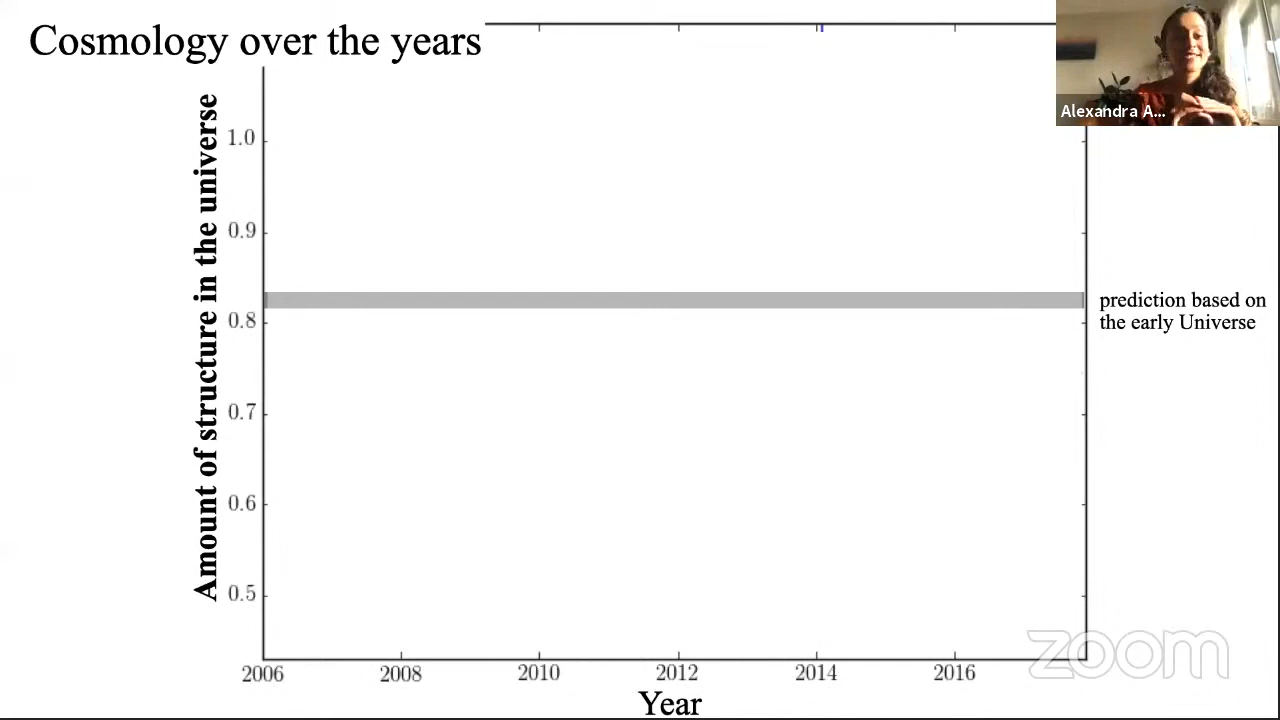 Cosmology over the years
Alexandra A...
Amount of structure in the universe
1.0
0.9
0.8
0.7
0.6
0.5
prediction based on
the early Universe
2006 2008 2010 2012 2014 2016
Year
zoom